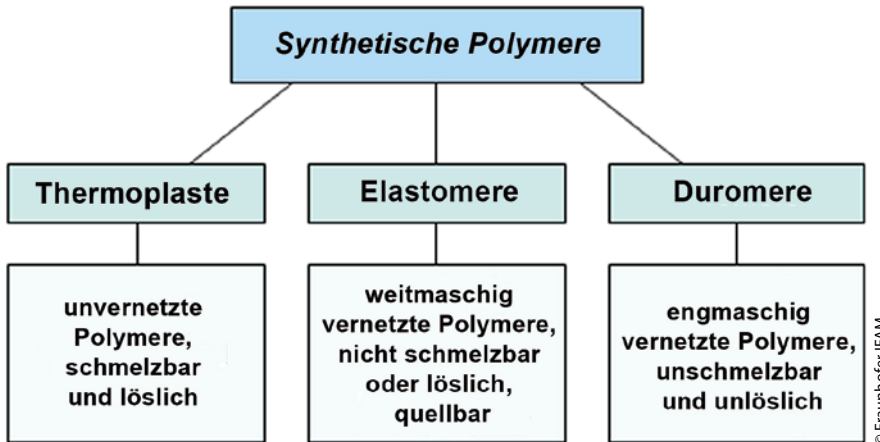 Synthetische Polymere
Thermoplaste
Elastomere
Duromere
unvernetzte
Polymere,
schmelzbar
und löslich
weitmaschig
vernetzte Polymere,
nicht schmelzbar
oder löslich,
quellbar
engmaschig
vernetzte Polymere,
unschmelzbar
und unlöslich
© Fraunhofer IFAM